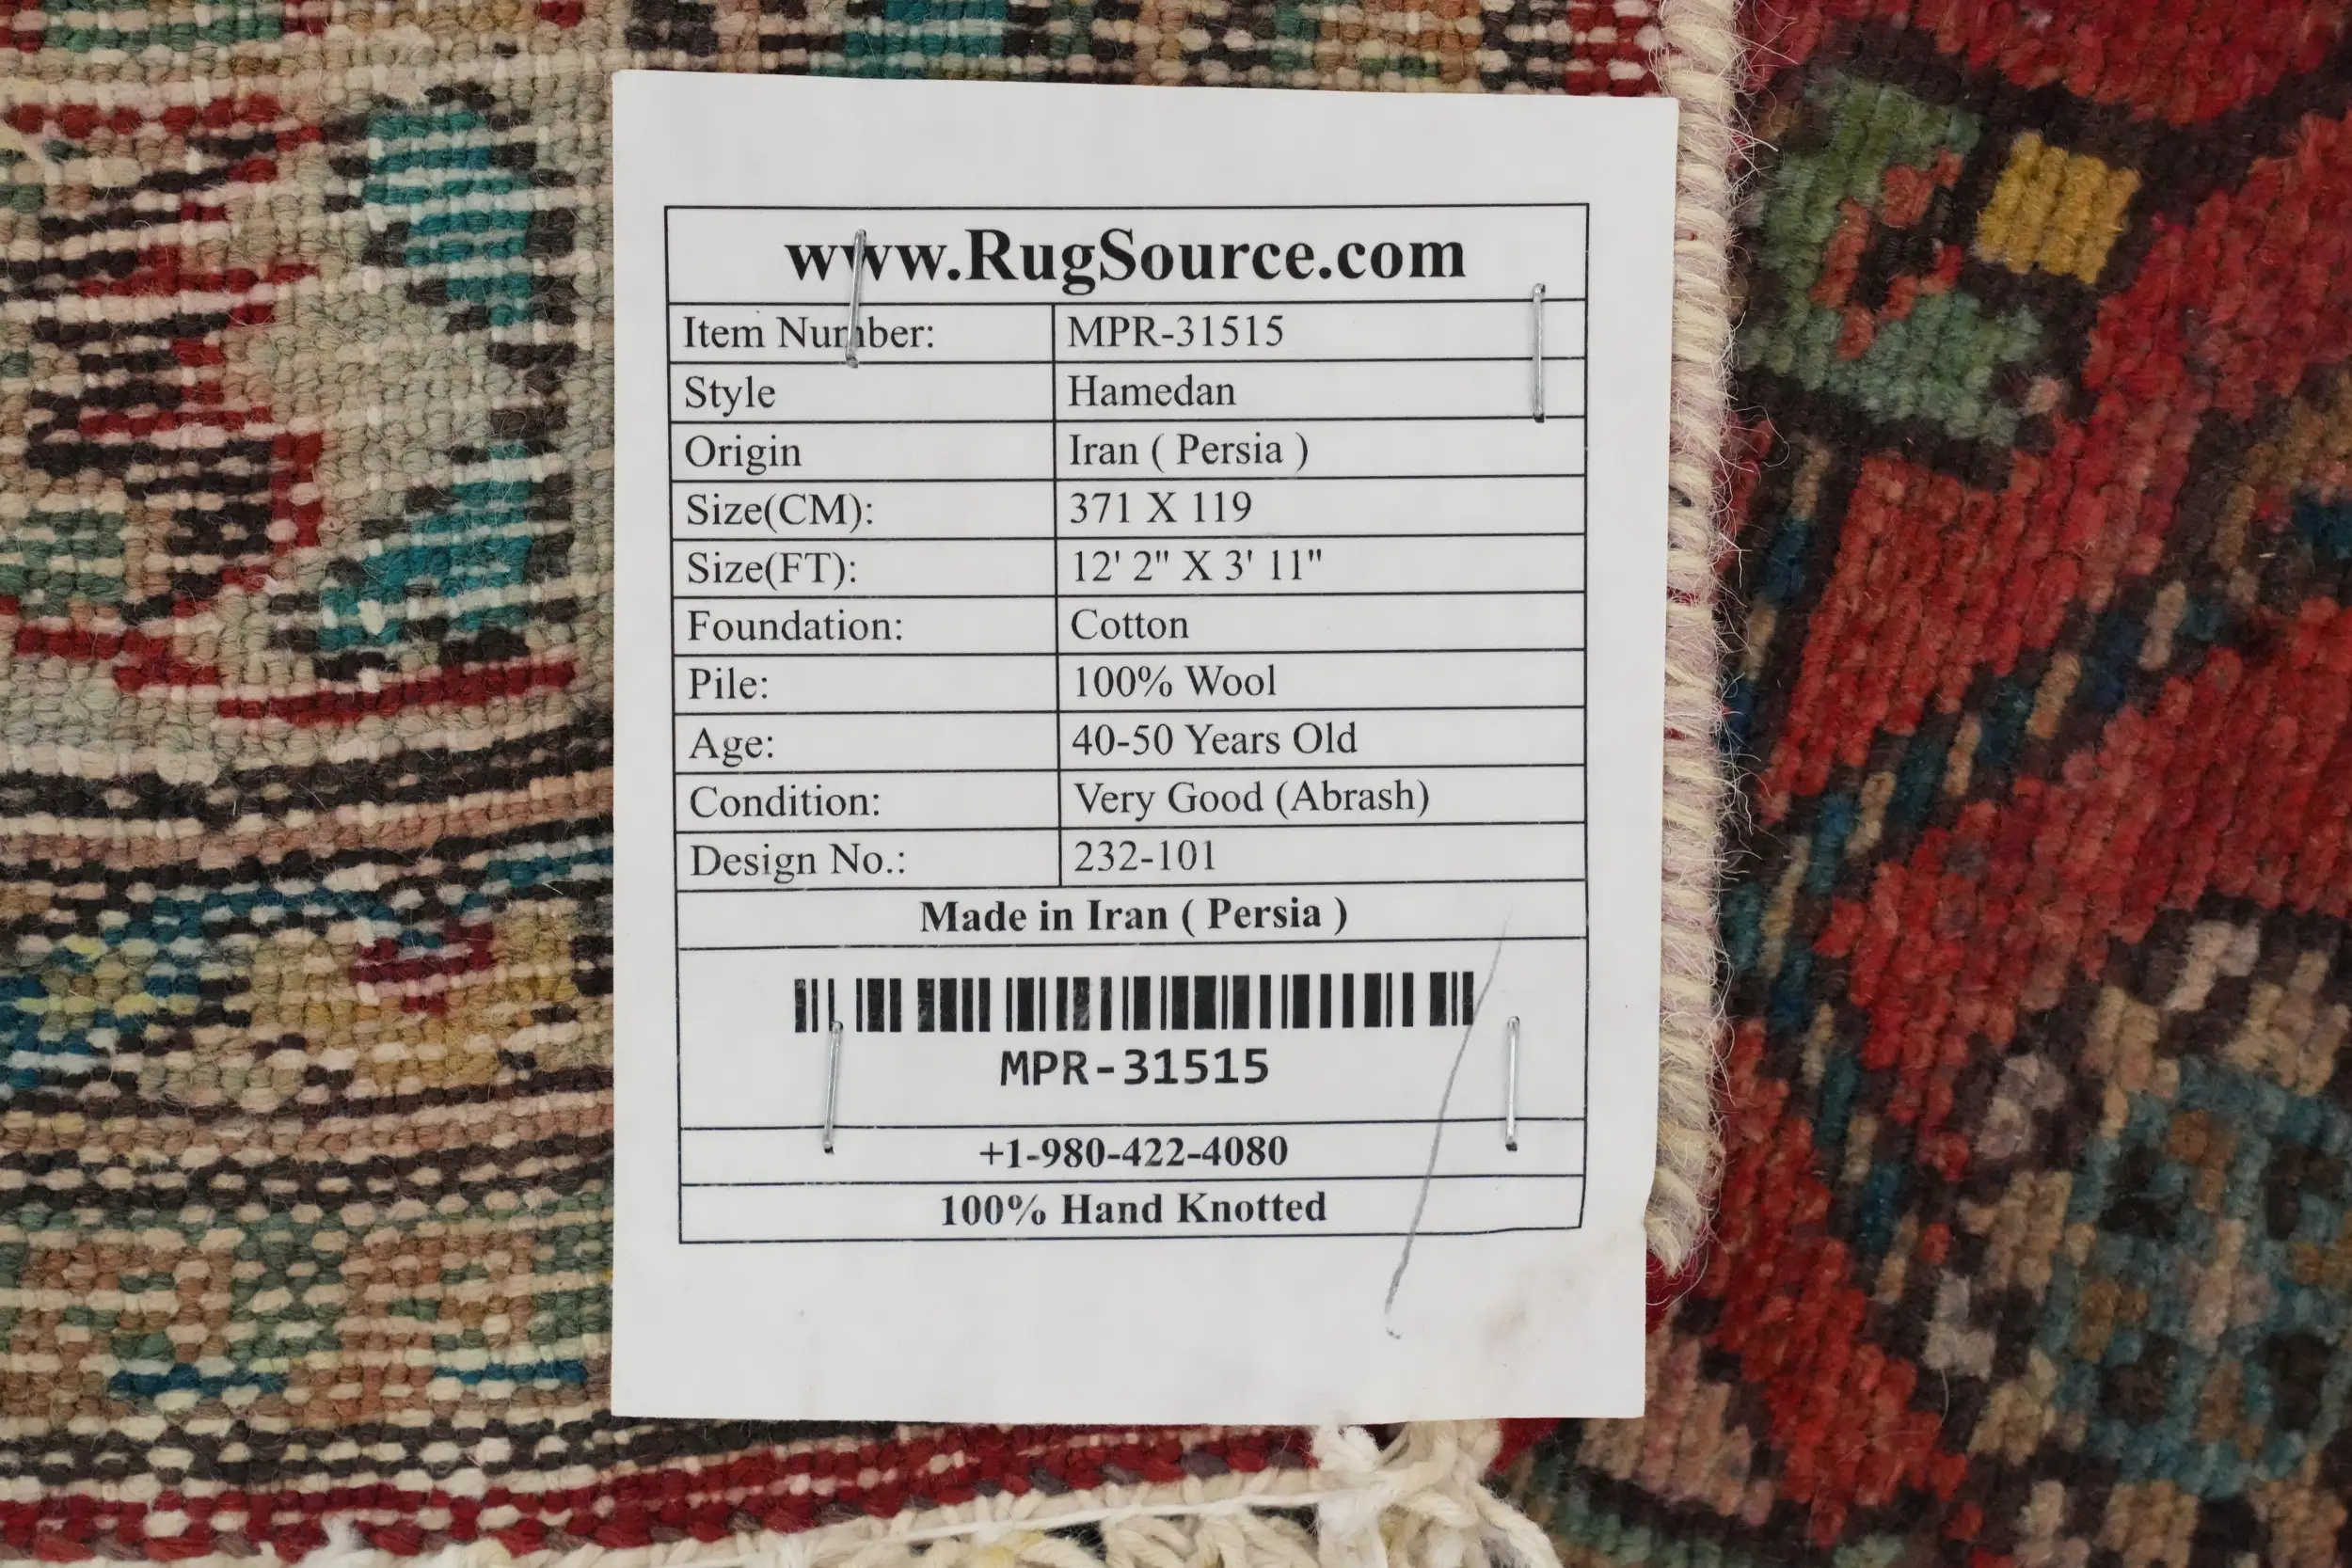 www.RugSource.com
Item Number: MPR-31515
Style Hamedan
Origin Iran ( Persia )
Size(CM): 371 X 119
Size(FT): 12' 2" X 3' 11"
Foundation: Cotton
Pile: 100% Wool
Age: 40-50 Years Old
Condition: Very Good (Abrash)
Design No.: 232-101
Made in Iran ( Persia )
MPR-31515
+1-980-422-4080
100% Hand Knotted